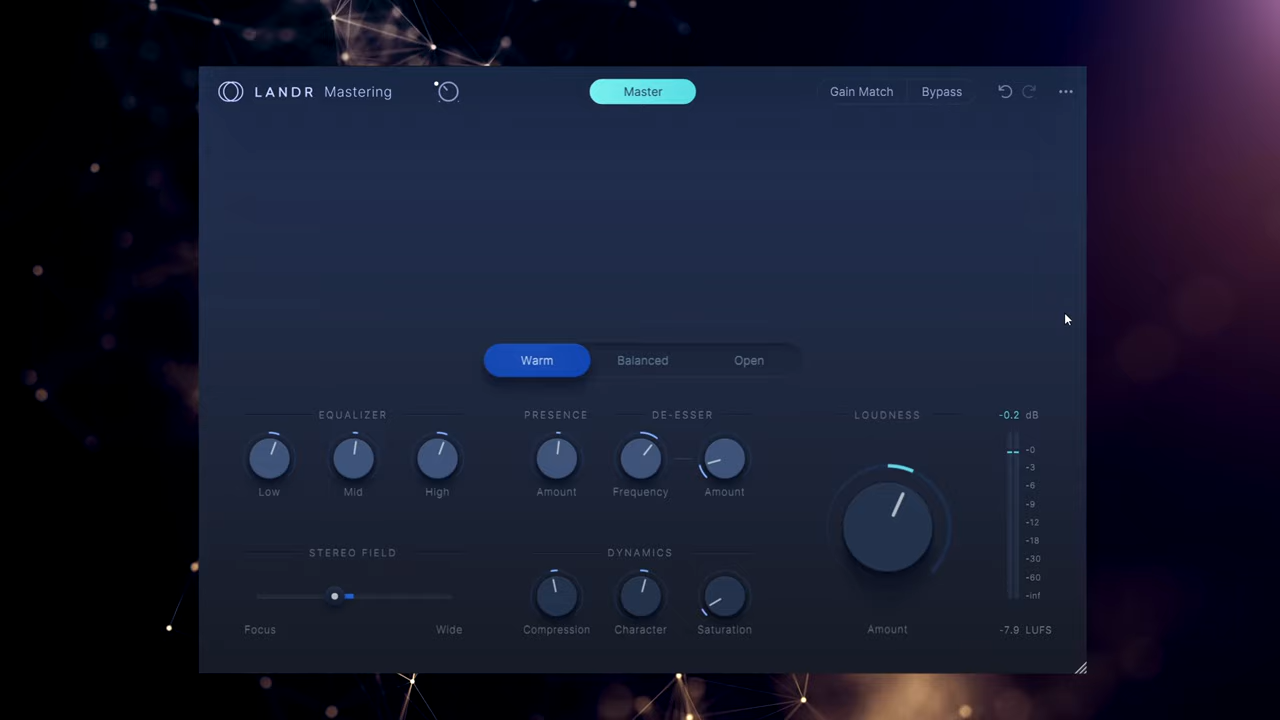 LANDR Mastering
Master
Gain Match
Bypass
Warm
Balanced
Open
EQUALIZER
PRESENCE
DE-ESSER
LOUDNESS
-0.2 dB
Low
Mid
High
Amount
Frequency
Amount
-0
-3
-6
-9
-12
-18
-30
-60
-inf
STEREO FIELD
DYNAMICS
Focus
Wide
Compression
Character
Saturation
Amount
-7.9 LUFS